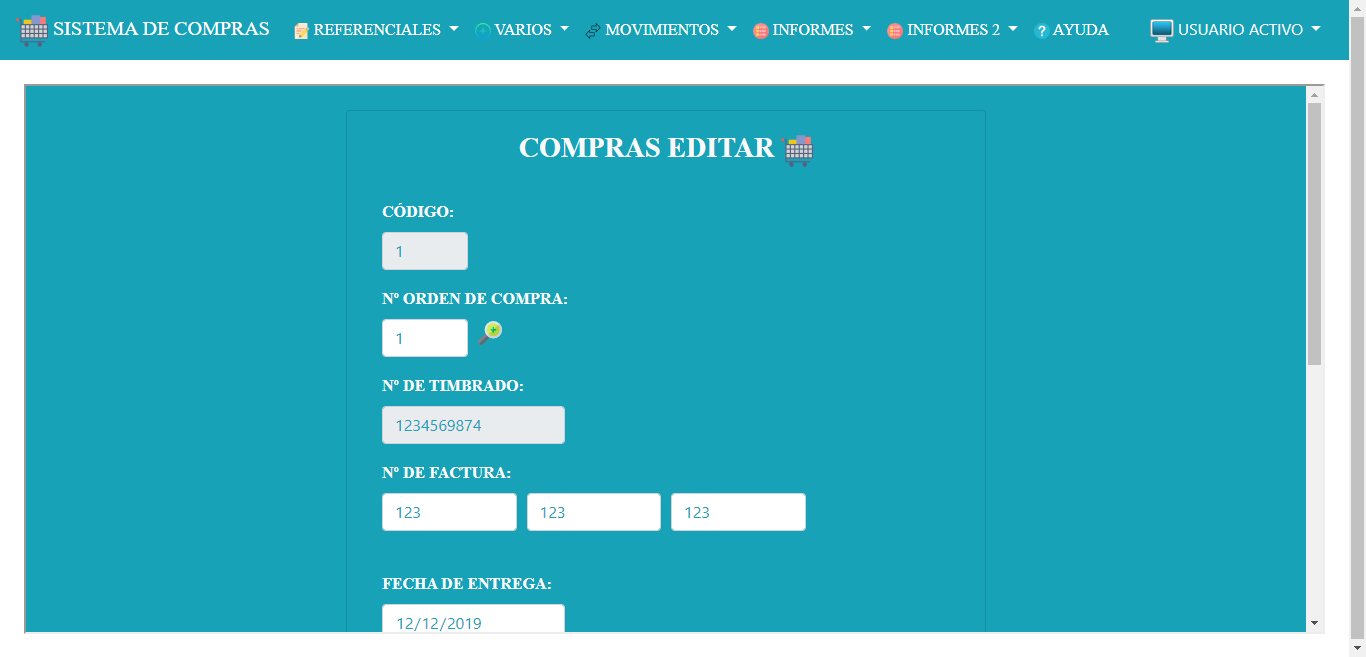 SISTEMA DE COMPRAS REFERENCIALES VARIOS MOVIMIENTOS INFORMES INFORMES 2 ? AYUDA USUARIO ACTIVO
COMPRAS EDITAR
CÓDIGO:
1
Nº ORDEN DE COMPRA:
1
Nº DE TIMBRADO:
1234569874
Nº DE FACTURA:
123 123 123
FECHA DE ENTREGA:
12/12/2019